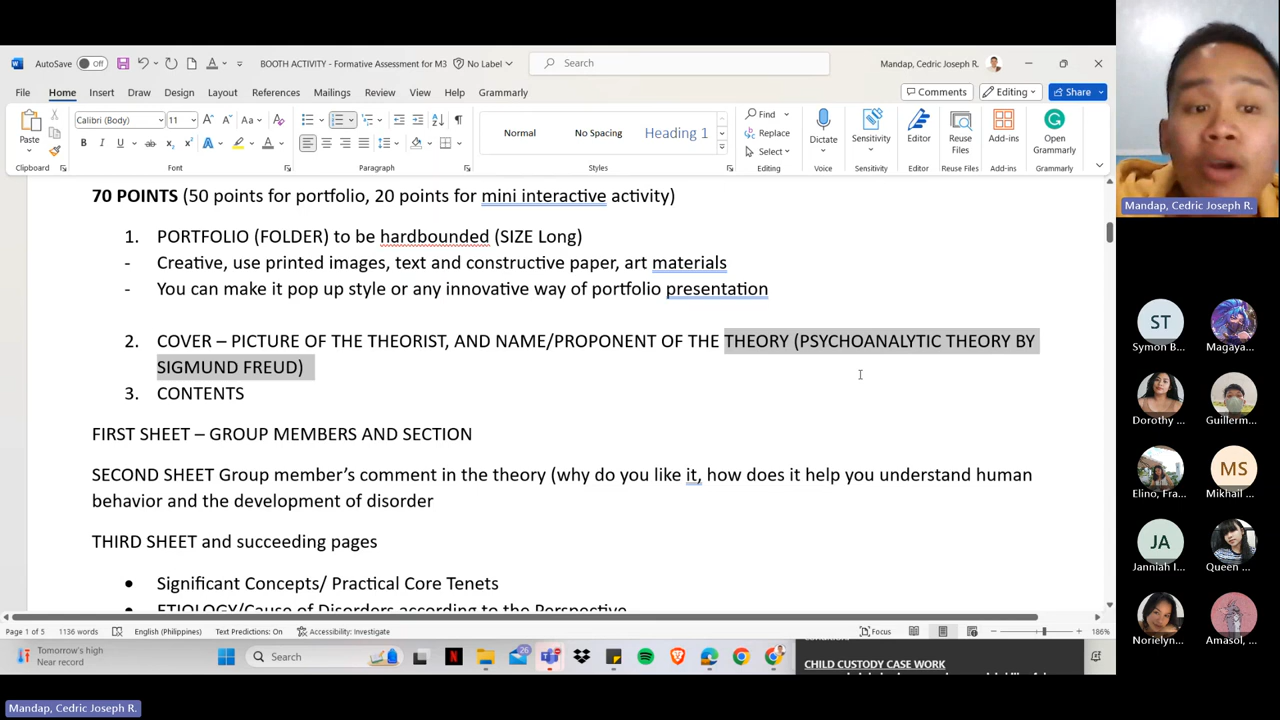 AutoSave Off
BOOTH ACTIVITY - Formative Assessment for M3
No Label
Search
Mandap, Cedric Joseph R.
File Home Insert Draw Design Layout References Mailings Review View Help Grammarly
Comments Editing Share
Paste
Calibri (Body) 11
Normal No Spacing Heading 1
Find
Replace
Select
Dictate
Sensitivity
Editor
Reuse Files
Add-ins
Open Grammarly
Clipboard Font Paragraph Styles Editing Voice Sensitivity Editor Reuse Files Add-ins Grammarly
70 POINTS (50 points for portfolio, 20 points for mini interactive activity)
1. PORTFOLIO (FOLDER) to be hardbounded (SIZE Long)
- Creative, use printed images, text and constructive paper, art materials
- You can make it pop up style or any innovative way of portfolio presentation
2. COVER – PICTURE OF THE THEORIST, AND NAME/PROPONENT OF THE THEORY (PSYCHOANALYTIC THEORY BY
SIGMUND FREUD)
3. CONTENTS
FIRST SHEET – GROUP MEMBERS AND SECTION
SECOND SHEET Group member's comment in the theory (why do you like it, how does it help you understand human
behavior and the development of disorder
THIRD SHEET and succeeding pages
• Significant Concepts/ Practical Core Tenets
• ETIOLOGY/Cause of Disorders according to the Perspective
Page 1 of 5 1136 words English (Philippines) Text Predictions: On Accessibility: Investigate Focus 186%
Tomorrow's high
Near record
Search
26
CHILD CUSTODY CASE WORK
Mandap, Cedric Joseph R.
ST
Symon B...
Magaya...
Dorothy ...
Guillerm...
Elino, Fra...
MS
Mikhail ...
JA
Janniah I...
Queen ...
Norielyn...
Amasol, ...
Mandap, Cedric Joseph R.